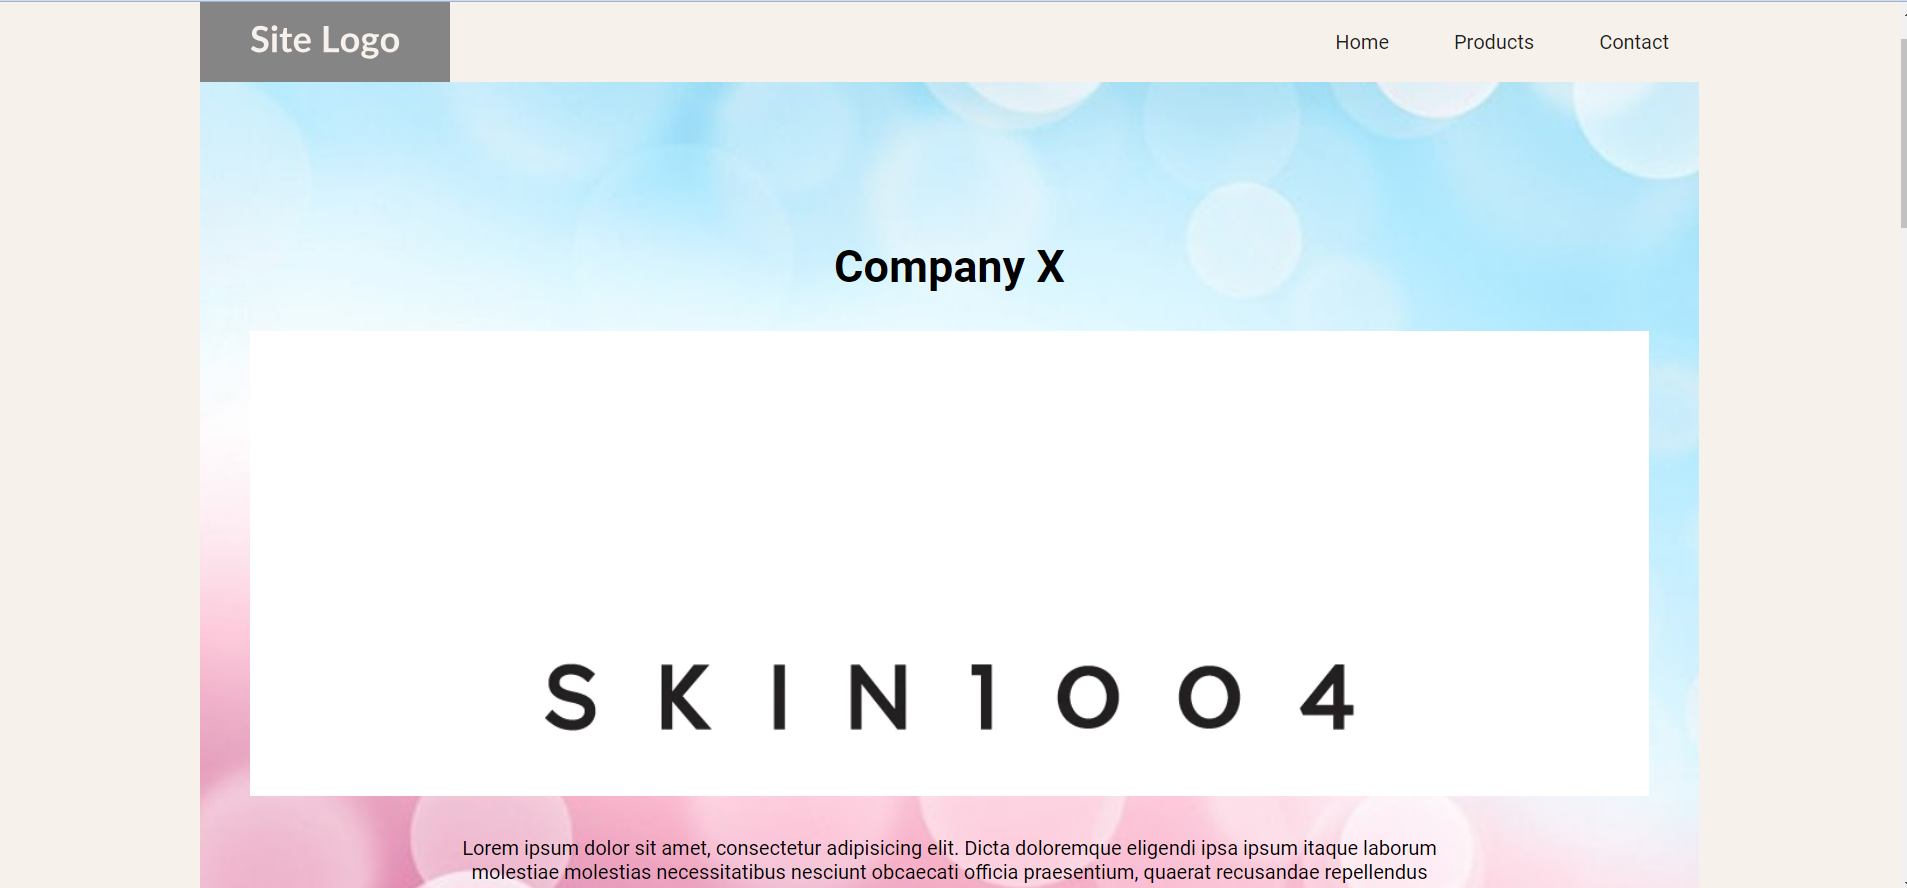 Site Logo
Home Products Contact
Company X
SKIN1004
Lorem ipsum dolor sit amet, consectetur adipisicing elit. Dicta doloremque eligendi ipsa ipsum itaque laborum
molestiae molestias necessitatibus nesciunt obcaecati officia praesentium, quaerat recusandae repellendus